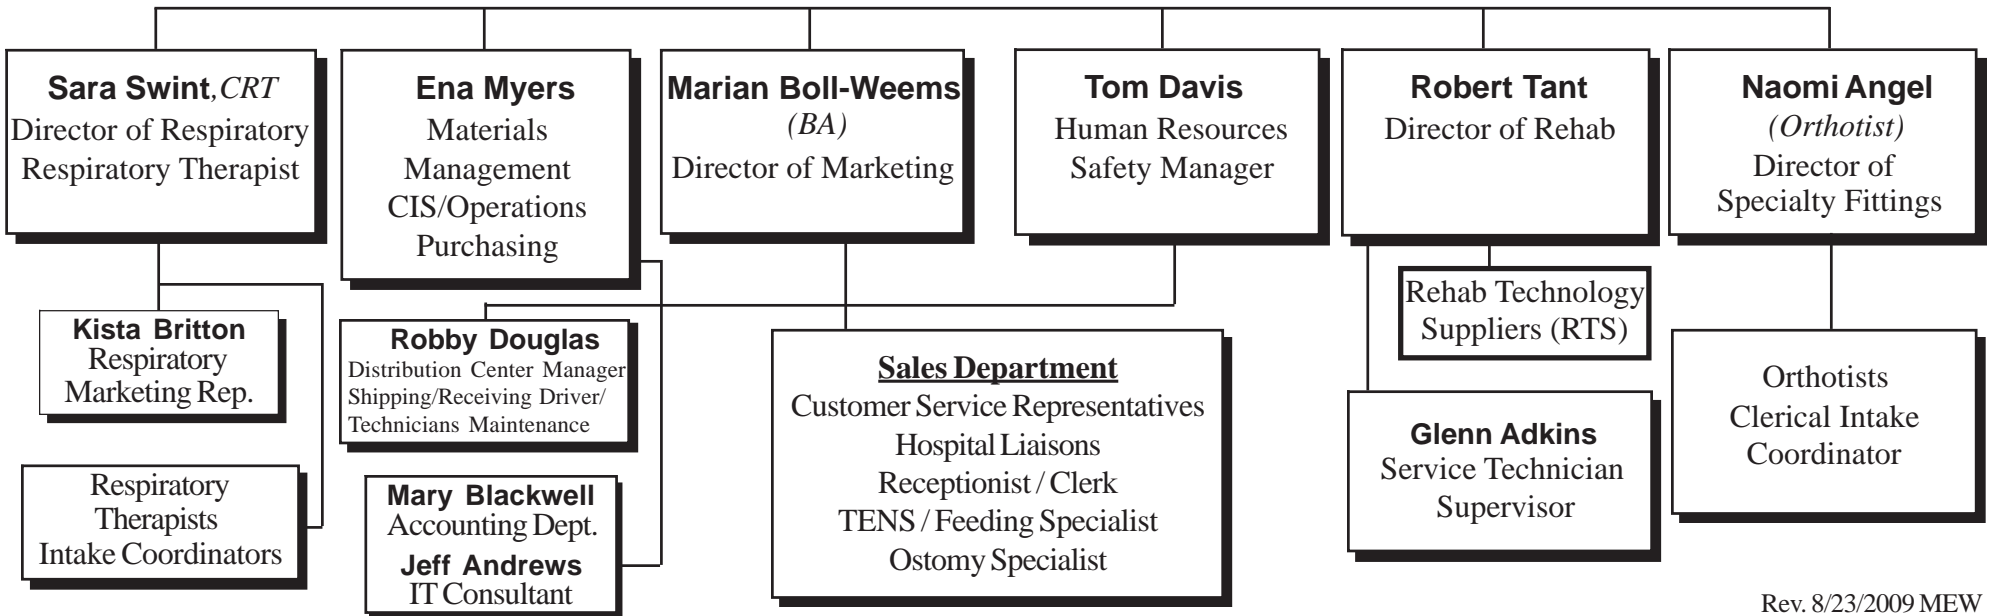 Sara Swint, CRT
Director of Respiratory
Respiratory Therapist
Ena Myers
Materials
Management
CIS/Operations
Purchasing
Marian Boll-Weems
(BA)
Director of Marketing
Tom Davis
Human Resources
Safety Manager
Robert Tant
Director of Rehab
Naomi Angel
(Orthotist)
Director of
Specialty Fittings
Kista Britton
Respiratory
Marketing Rep.
Respiratory
Therapists
Intake Coordinators
Robby Douglas
Distribution Center Manager
Shipping/Receiving Driver/
Technicians Maintenance
Mary Blackwell
Accounting Dept.
Jeff Andrews
IT Consultant
Sales Department
Customer Service Representatives
Hospital Liaisons
Receptionist / Clerk
TENS / Feeding Specialist
Ostomy Specialist
Rehab Technology
Suppliers (RTS)
Glenn Adkins
Service Technician
Supervisor
Orthotists
Clerical Intake
Coordinator
Rev. 8/23/2009 MEW